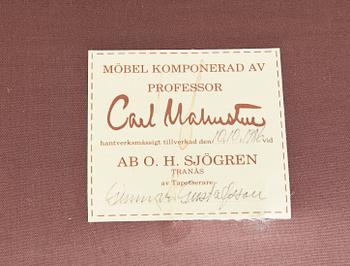 MÖBEL KOMPONERAD AV
PROFESSOR
Carl Malmsten
hantverksmässigt tillverkad den 10.10.1986 vid
AB O. H. SJÖGREN
TRANÅS
av Tapetserare:
Gunnar Gustafsson